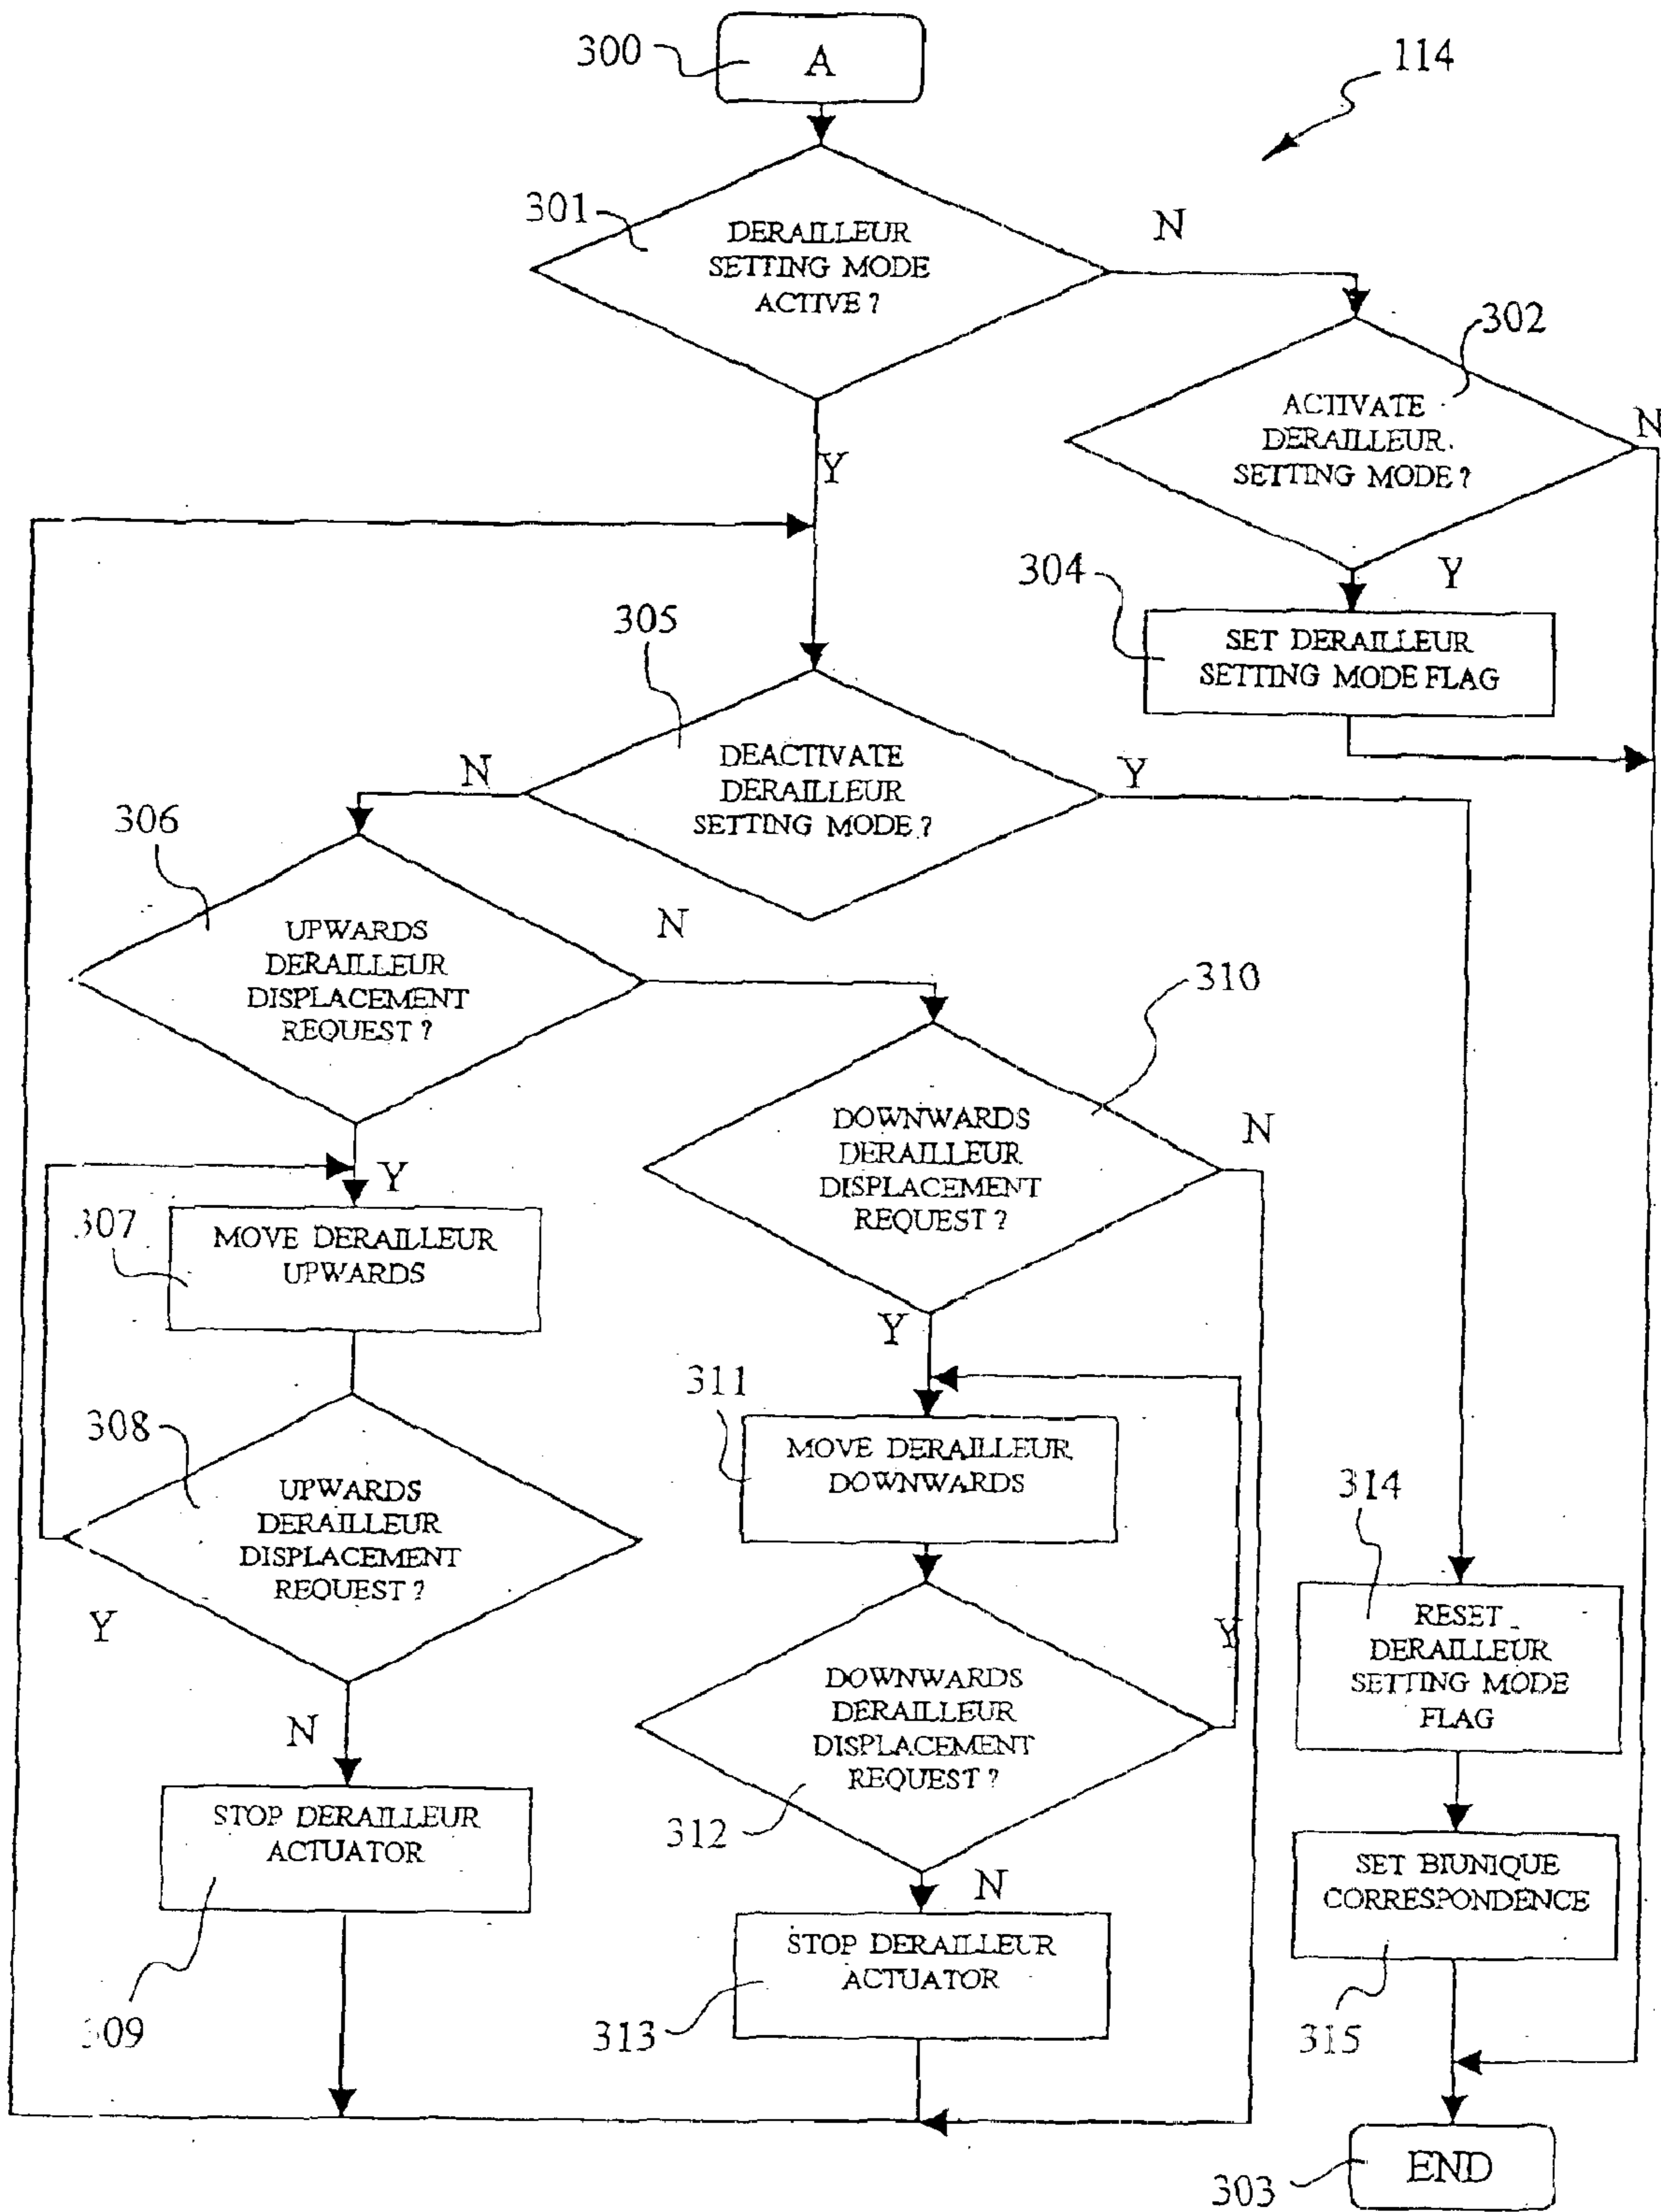 300
A
114
301
DERAILLEUR
SETTING MODE
ACTIVE ?
N
302
ACTIVATE
DERAILLEUR
SETTING MODE ?
N
Y
Y
304
SET DERAILLEUR
SETTING MODE FLAG
305
DEACTIVATE
DERAILLEUR
SETTING MODE ?
N
Y
306
UPWARDS
DERAILLEUR
DISPLACEMENT
REQUEST ?
N
310
DOWNWARDS
DERAILLEUR
DISPLACEMENT
REQUEST ?
N
Y
307
MOVE DERAILLEUR
UPWARDS
Y
311
MOVE DERAILLEUR
DOWNWARDS
308
UPWARDS
DERAILLEUR
DISPLACEMENT
REQUEST ?
Y
N
314
RESET
DERAILLEUR
SETTING MODE
FLAG
Y
DOWNWARDS
DERAILLEUR
DISPLACEMENT
REQUEST ?
312
N
STOP DERAILLEUR
ACTUATOR
309
SET BIUNIQUE
CORRESPONDENCE
315
STOP DERAILLEUR
ACTUATOR
313
END
303